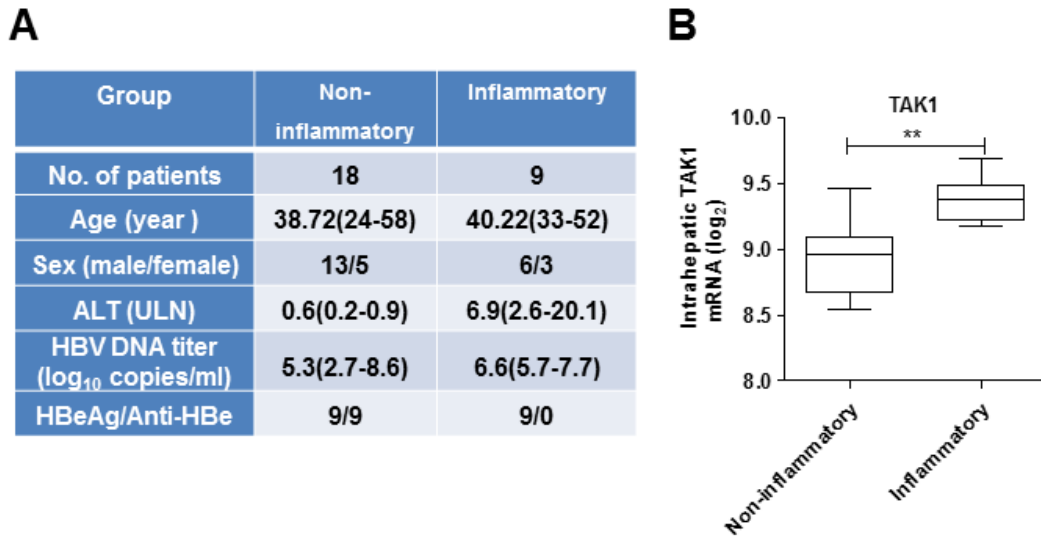 A
Group Non- Inflammatory
inflammatory
No. of patients 18 9
Age (year ) 38.72(24-58) 40.22(33-52)
Sex (male/female) 13/5 6/3
ALT (ULN) 0.6(0.2-0.9) 6.9(2.6-20.1)
HBV DNA titer
(log₁₀ copies/ml) 5.3(2.7-8.6) 6.6(5.7-7.7)
HBeAg/Anti-HBe 9/9 9/0
B
TAK1
**
Intrahepatic TAK1
mRNA (log₂)
10.0
9.5
9.0
8.5
8.0
Non-inflammatory
Inflammatory